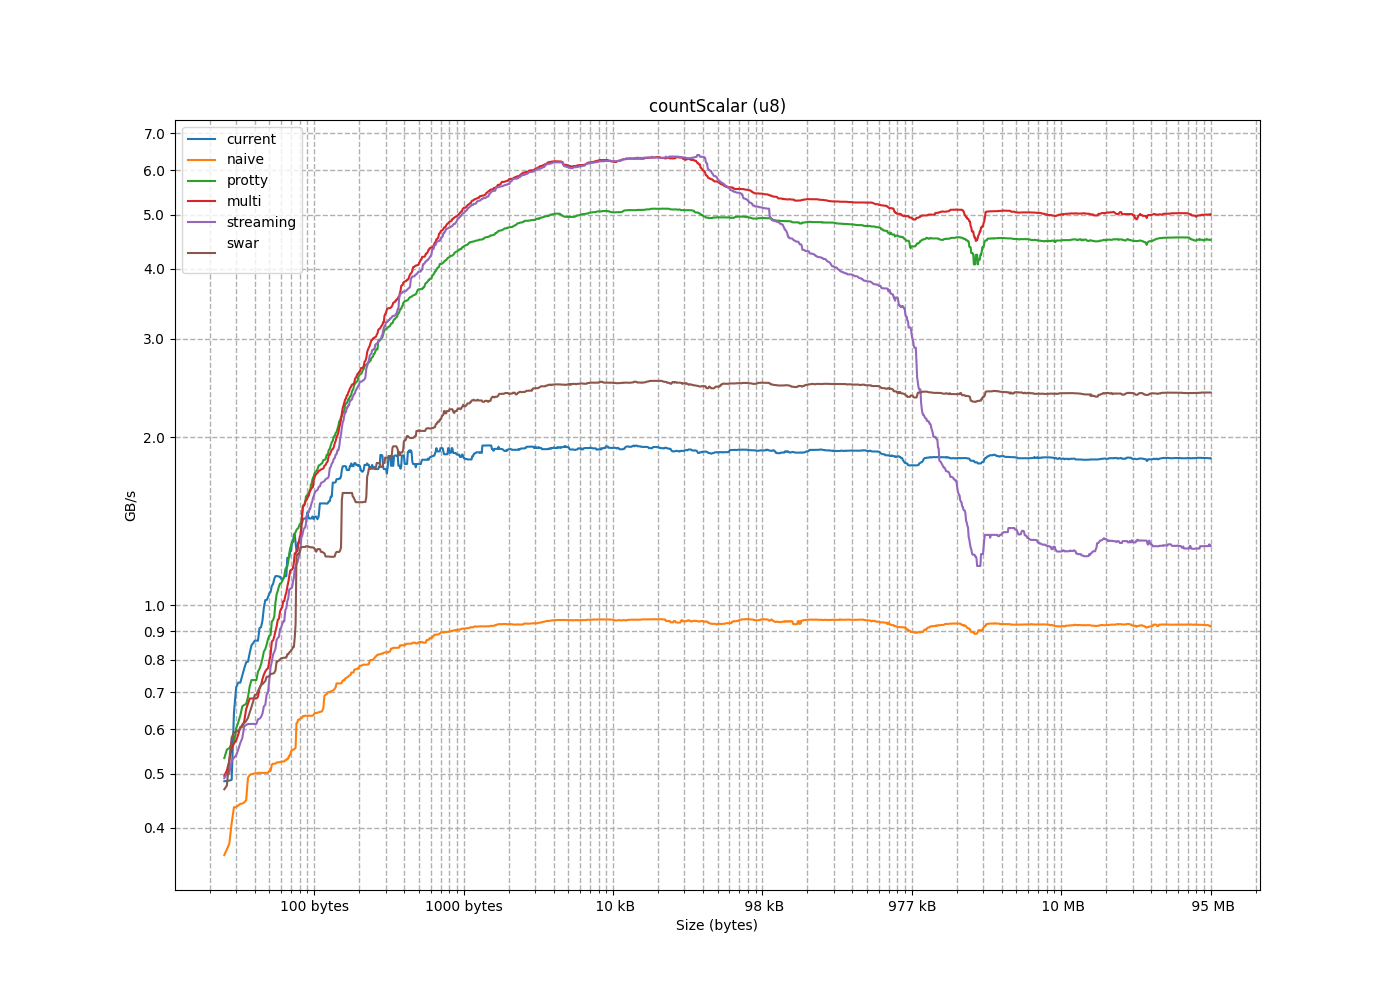 countScalar (u8)
7.0
6.0
5.0
4.0
3.0
2.0
1.0
0.9
0.8
0.7
0.6
0.5
0.4
GB/s
current
naive
protty
multi
streaming
swar
100 bytes 1000 bytes 10 kB 98 kB 977 kB 10 MB 95 MB
Size (bytes)